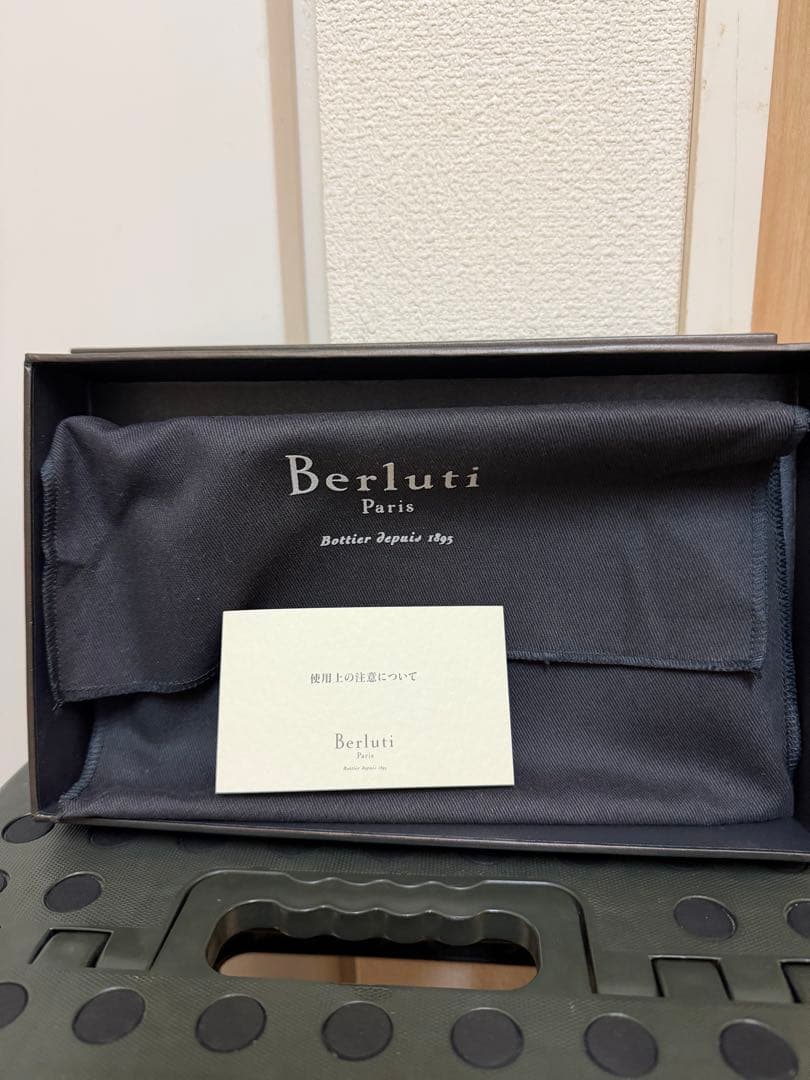 Berluti
Paris
Bottier depuis 1895
使用上の注意について
Berluti
Paris
Bottier depuis 1895